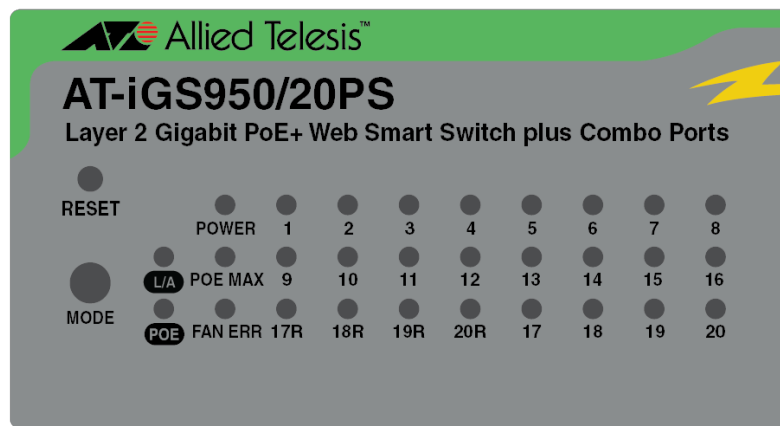 Allied Telesis™
AT-iGS950/20PS
Layer 2 Gigabit PoE+ Web Smart Switch plus Combo Ports
RESET
POWER 1 2 3 4 5 6 7 8
L/A POE MAX 9 10 11 12 13 14 15 16
MODE
POE FAN ERR 17R 18R 19R 20R 17 18 19 20